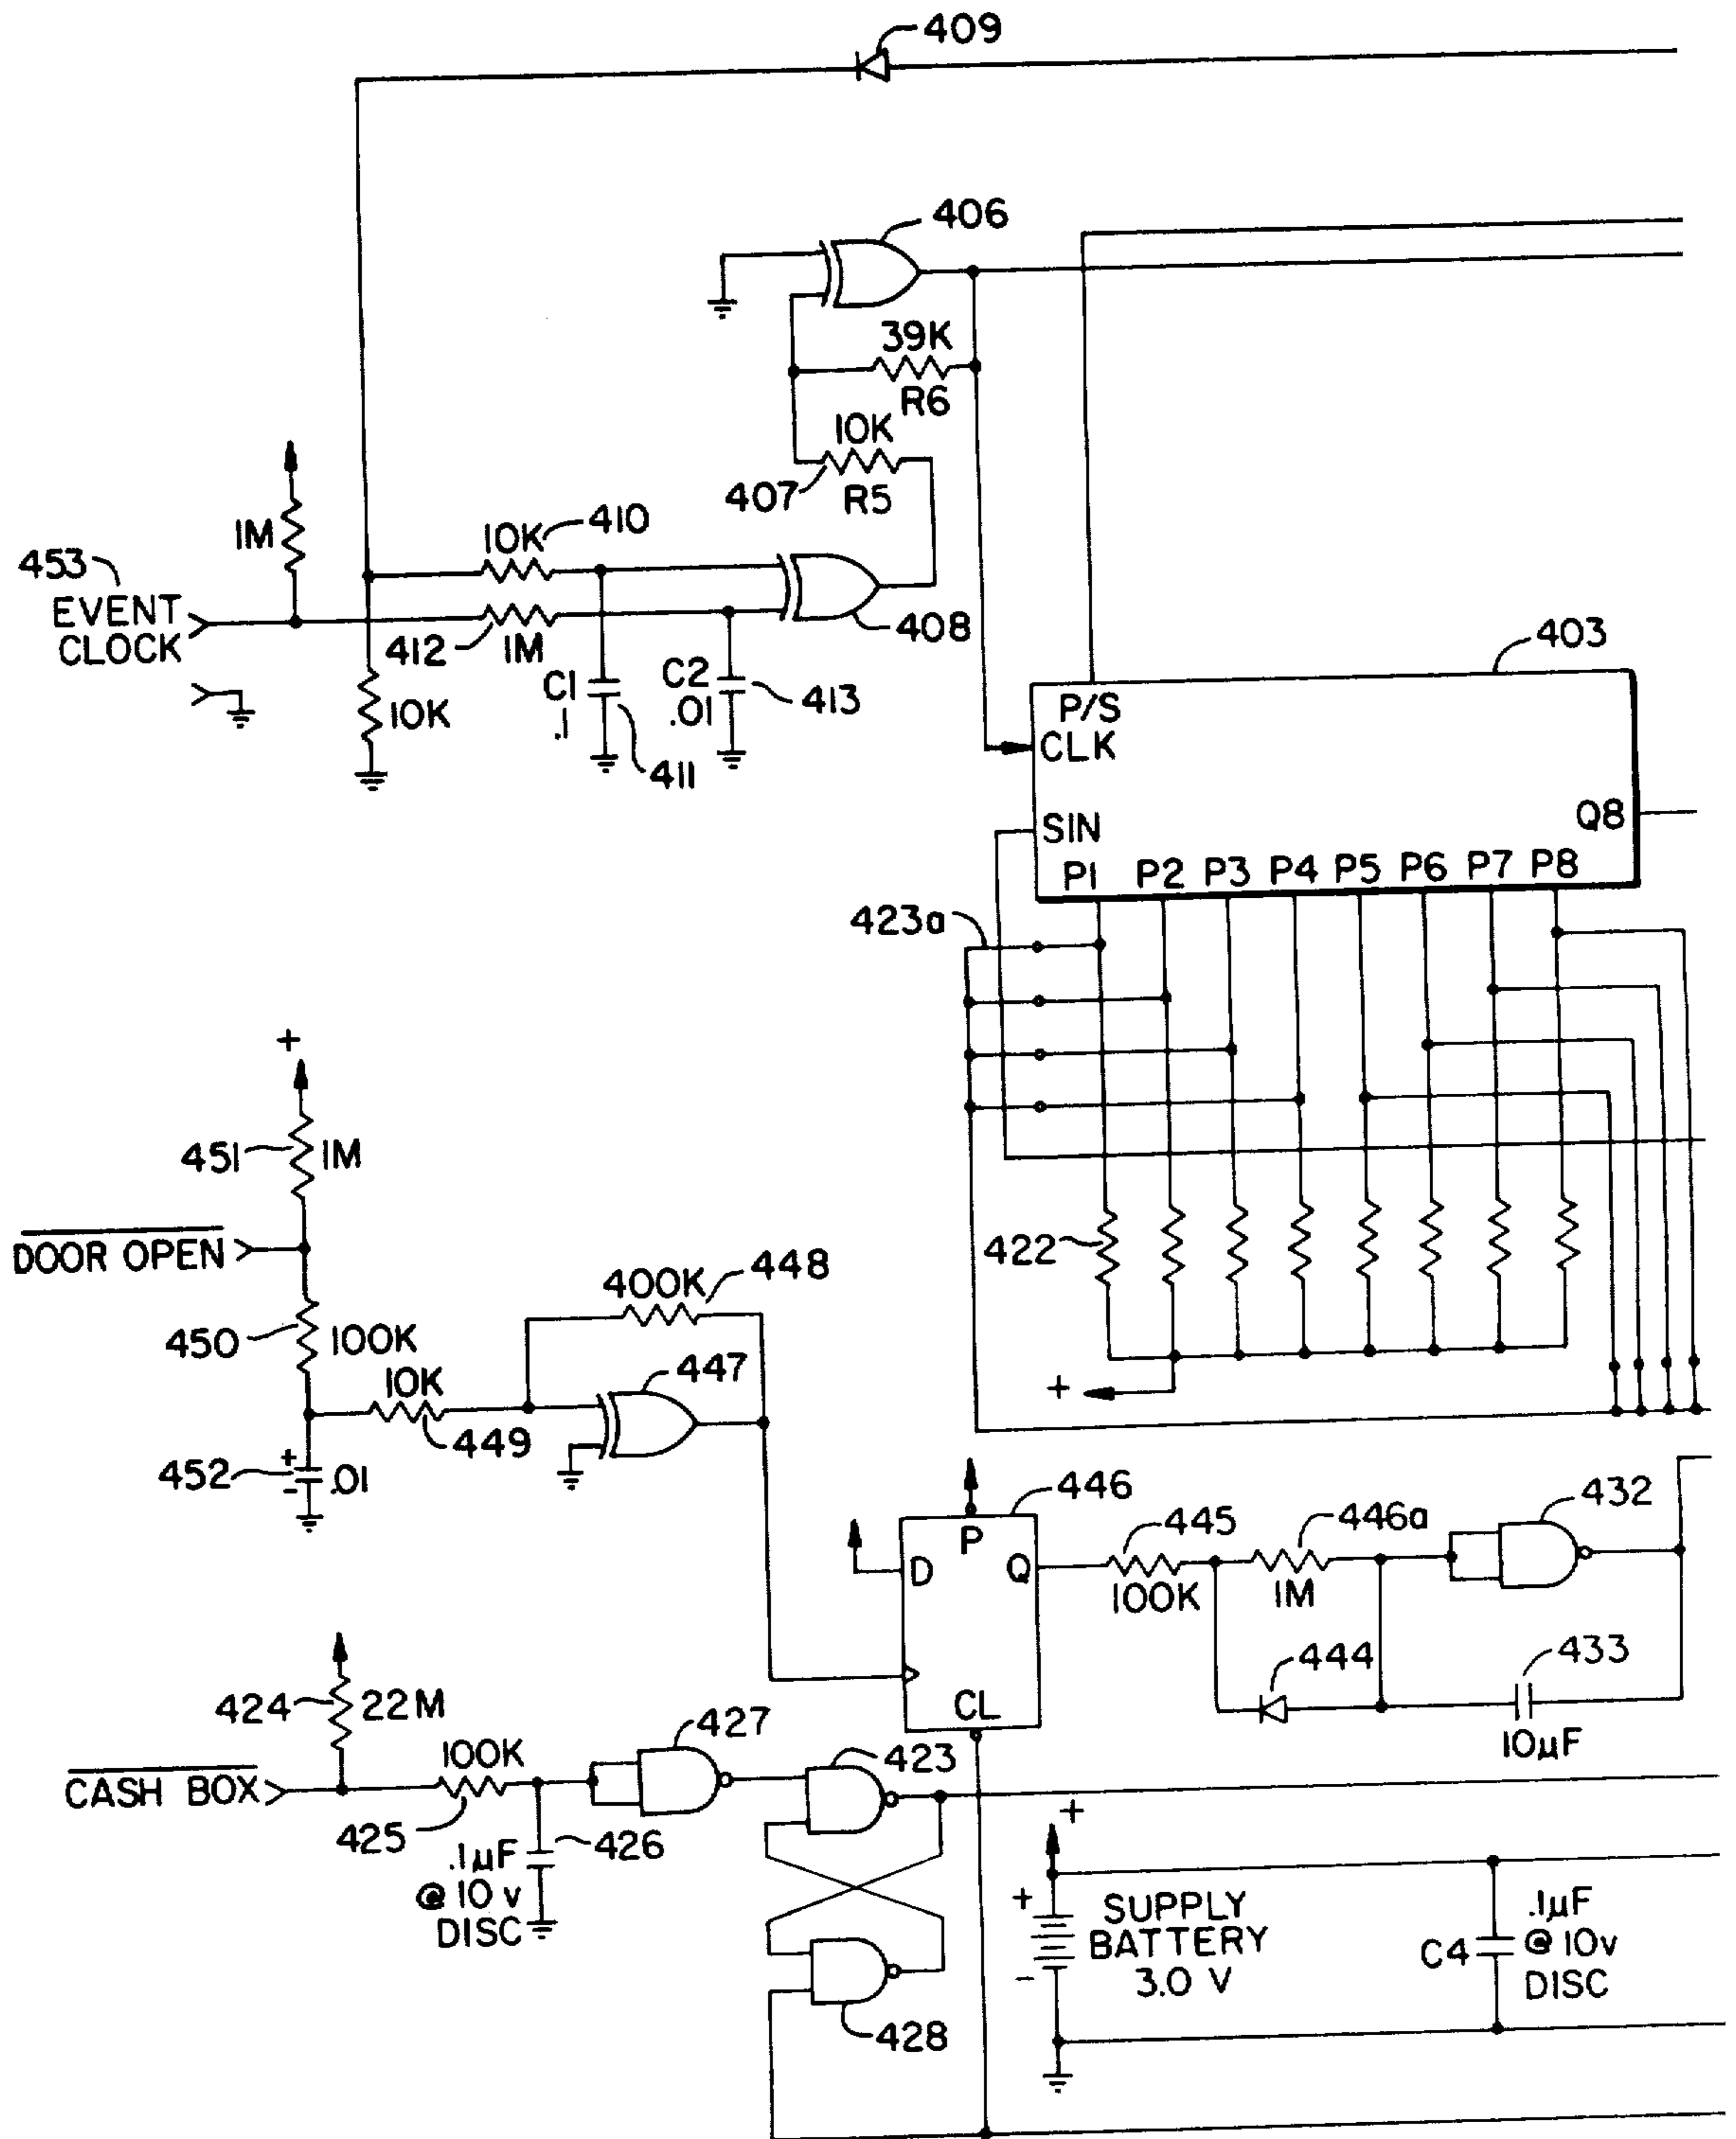 409
406
39K
R6
10K
407
R5
1M
10K
410
453
EVENT
CLOCK
412
1M
408
C1
.1
C2
.01
413
10K
411
403
P/S
CLK
SIN
Q8
P1 P2 P3 P4 P5 P6 P7 P8
423a
+
451
1M
DOOR OPEN
422
400K
448
450
100K
10K
447
+
449
452
+
-
.01
446
P
D
Q
CL
445
100K
446a
1M
432
444
433
10µF
424
22M
427
423
100K
CASH BOX
425
.1µF
@ 10 v
DISC
426
428
+
+
-
SUPPLY
BATTERY
3.0 V
C4
.1µF
@ 10v
DISC